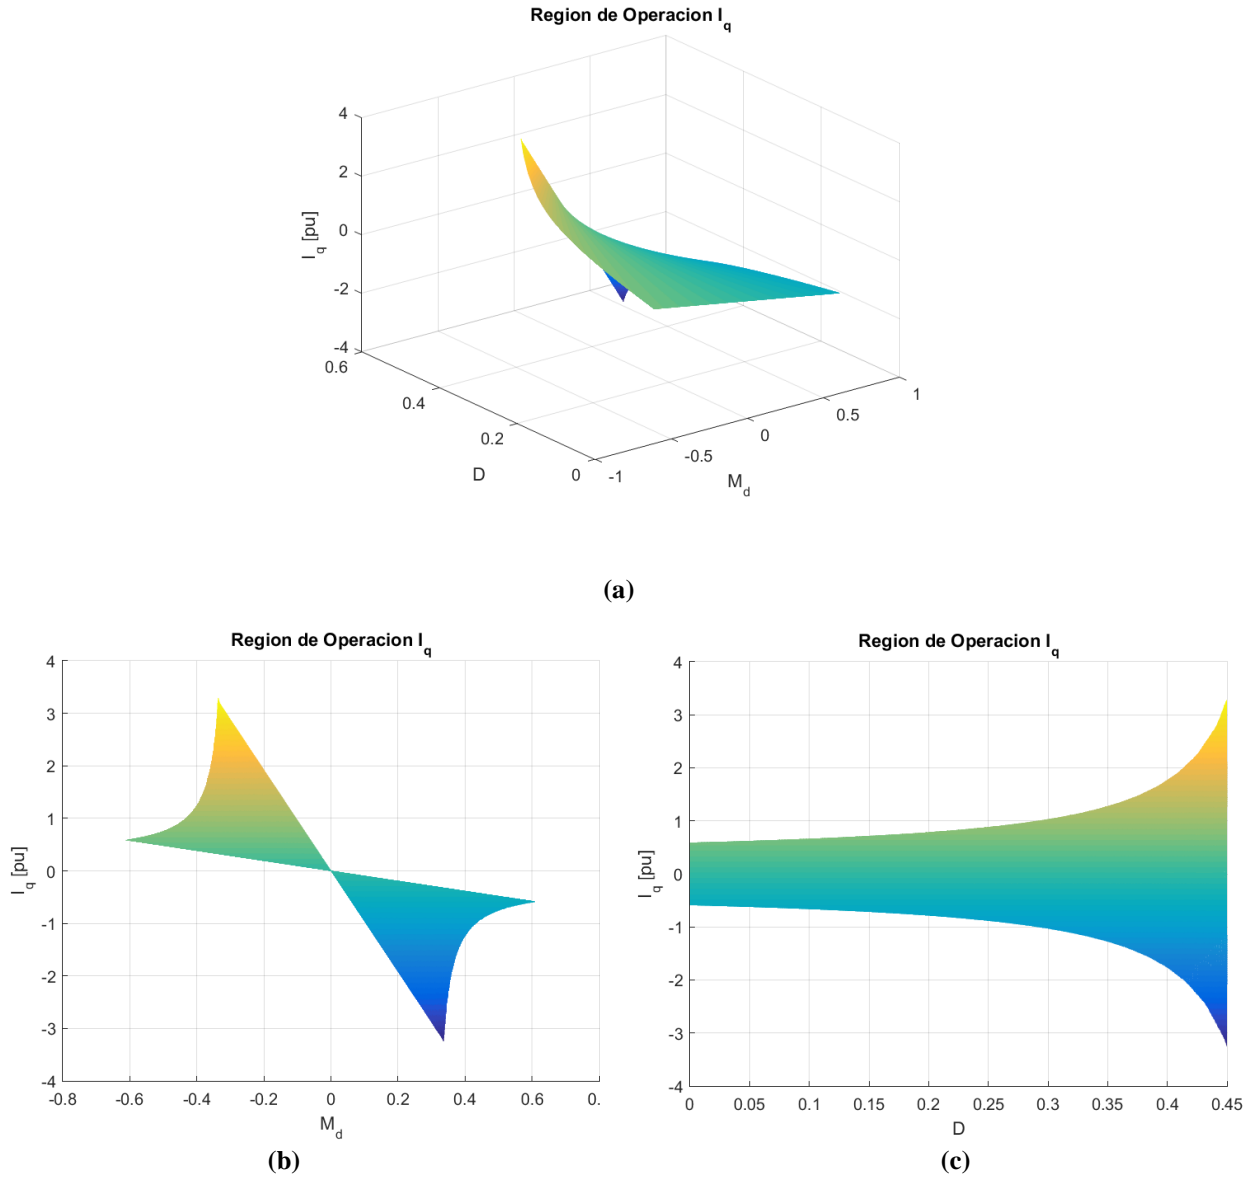 Region de Operacion I_q
4
2
0
-2
-4
I_q [pu]
0.6
0.4
0.2
0
D
-1
-0.5
0
0.5
1
M_d
(a)
Region de Operacion I_q
4
3
2
1
0
-1
-2
-3
-4
I_q [pu]
-0.8 -0.6 -0.4 -0.2 0 0.2 0.4 0.6 0.
M_d
(b)
Region de Operacion I_q
4
3
2
1
0
-1
-2
-3
-4
I_q [pu]
0 0.05 0.1 0.15 0.2 0.25 0.3 0.35 0.4 0.45
D
(c)